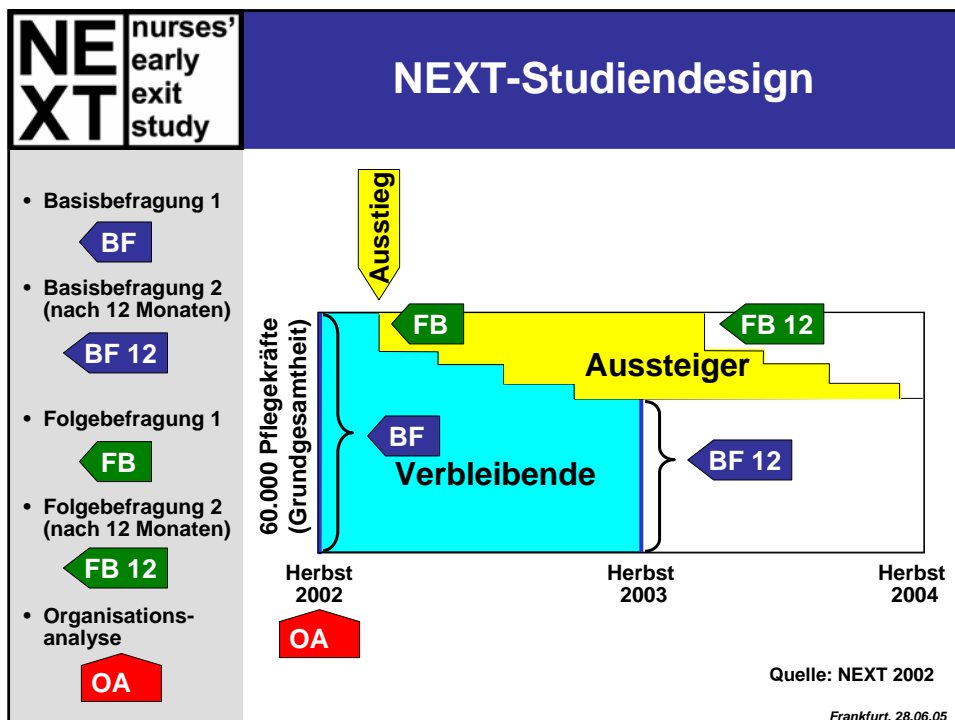 NE
XT
nurses'
early
exit
study
NEXT-Studiendesign
• Basisbefragung 1
BF
• Basisbefragung 2
(nach 12 Monaten)
BF 12
• Folgebefragung 1
FB
• Folgebefragung 2
(nach 12 Monaten)
FB 12
• Organisations-
analyse
OA
Ausstieg
60.000 Pflegekräfte
(Grundgesamtheit)
FB
FB 12
Aussteiger
BF
Verbleibende
BF 12
Herbst
2002
Herbst
2003
Herbst
2004
OA
Quelle: NEXT 2002
Frankfurt, 28.06.05